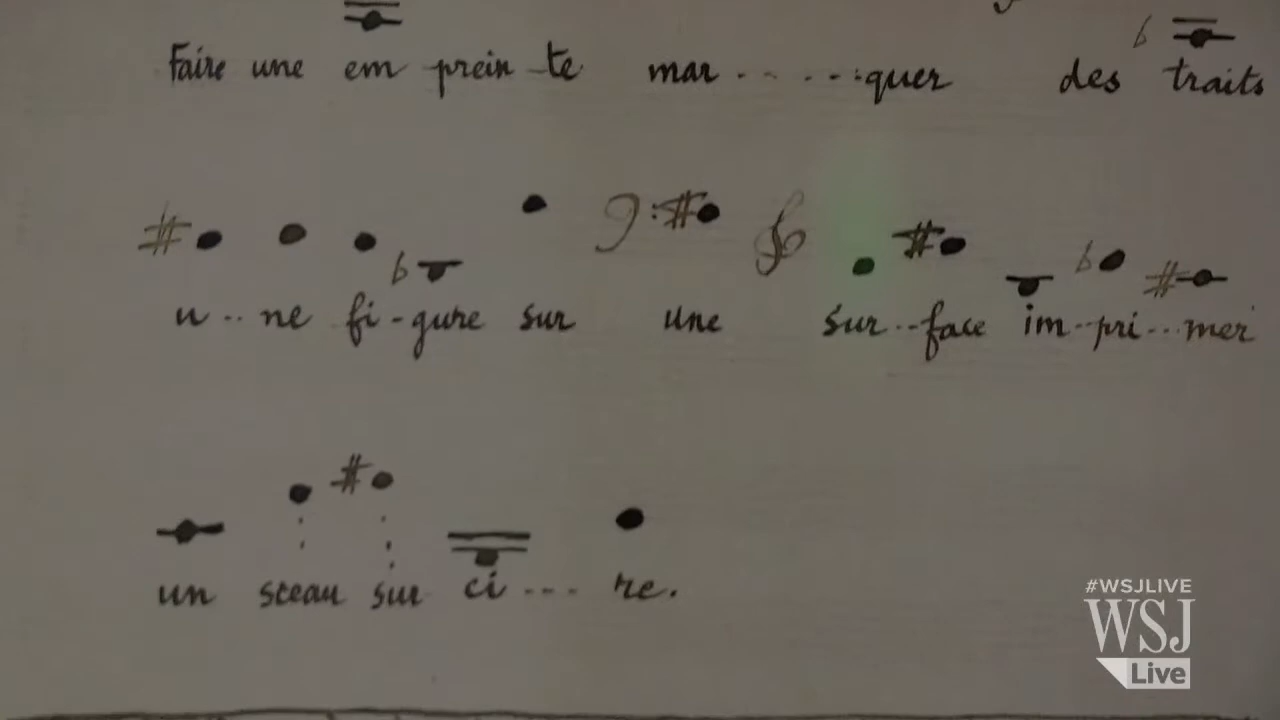 Faire une em prein te mar - - - - - :quer des traits
u - - ne fi - gure sur une sur - - face im - - pri - - - mer
un sceau sur ci - - - - re.
#WSJLIVE
WSJ
Live